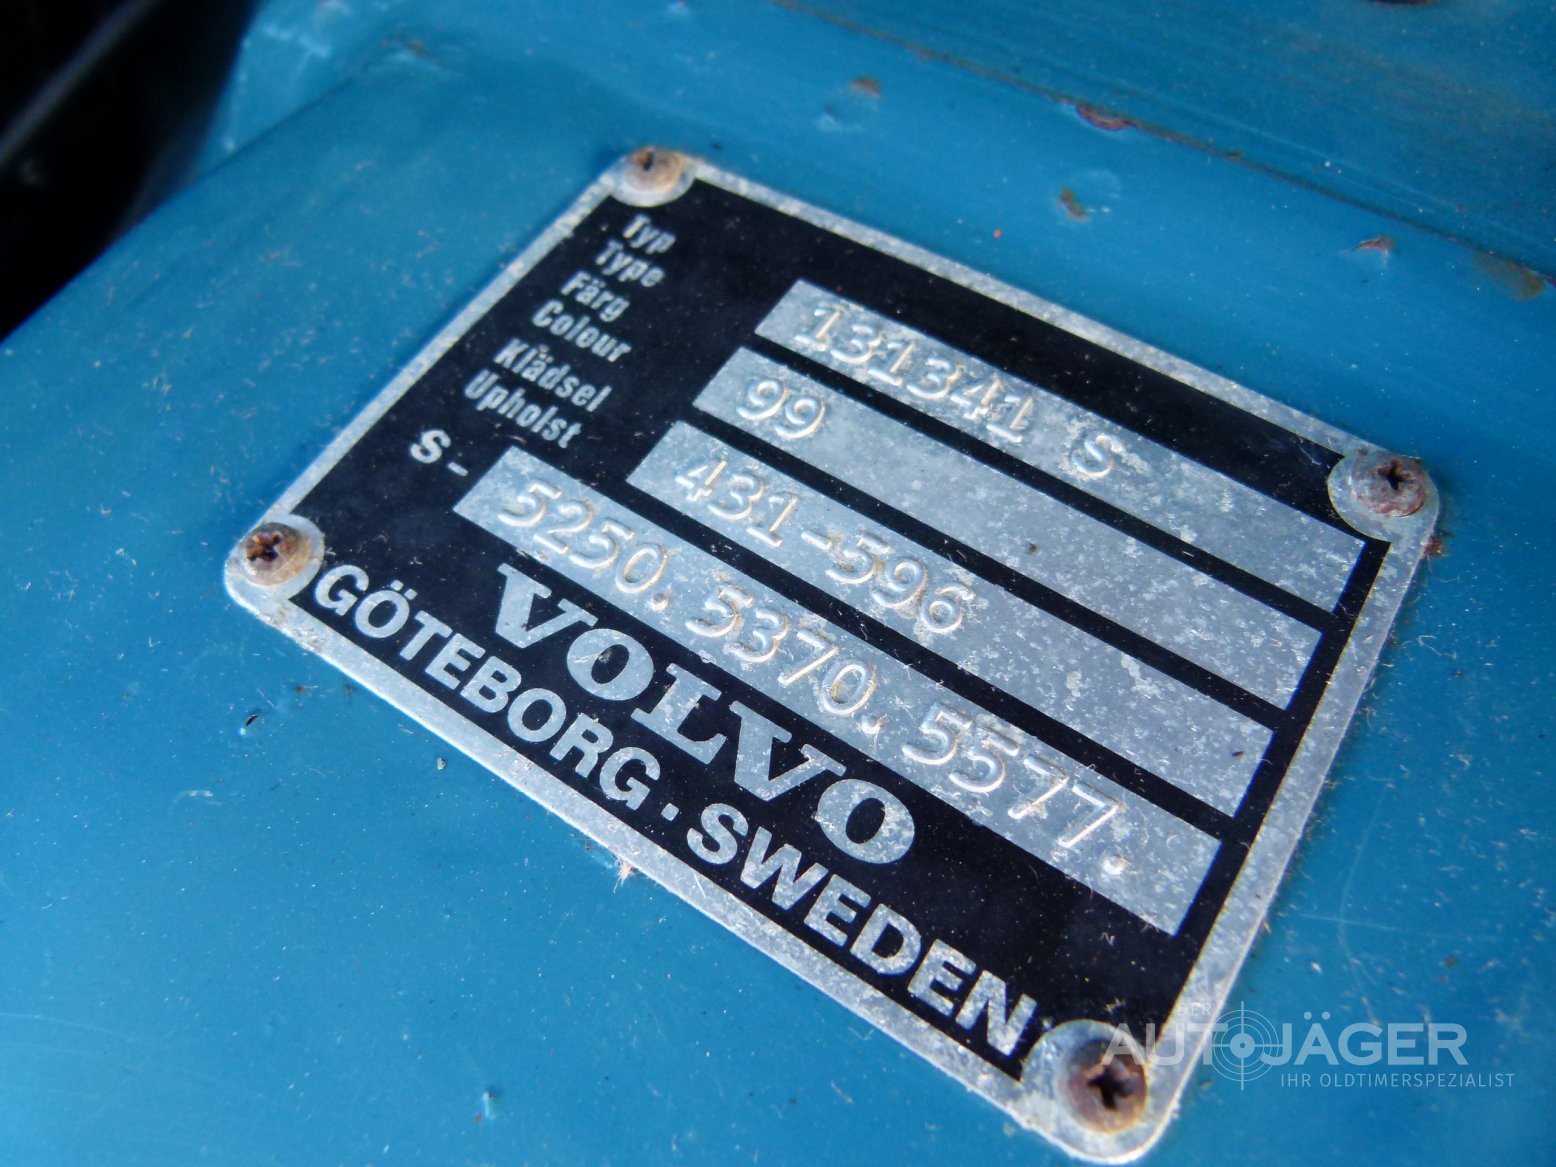 Typ
Type 131341 S
Färg
Colour 99
Klädsel
Upholst 431-596
S- 5250.5370.5577.
VOLVO
GÖTEBORG·SWEDEN
DER
AUTOJÄGER
IHR OLDTIMERSPEZIALIST